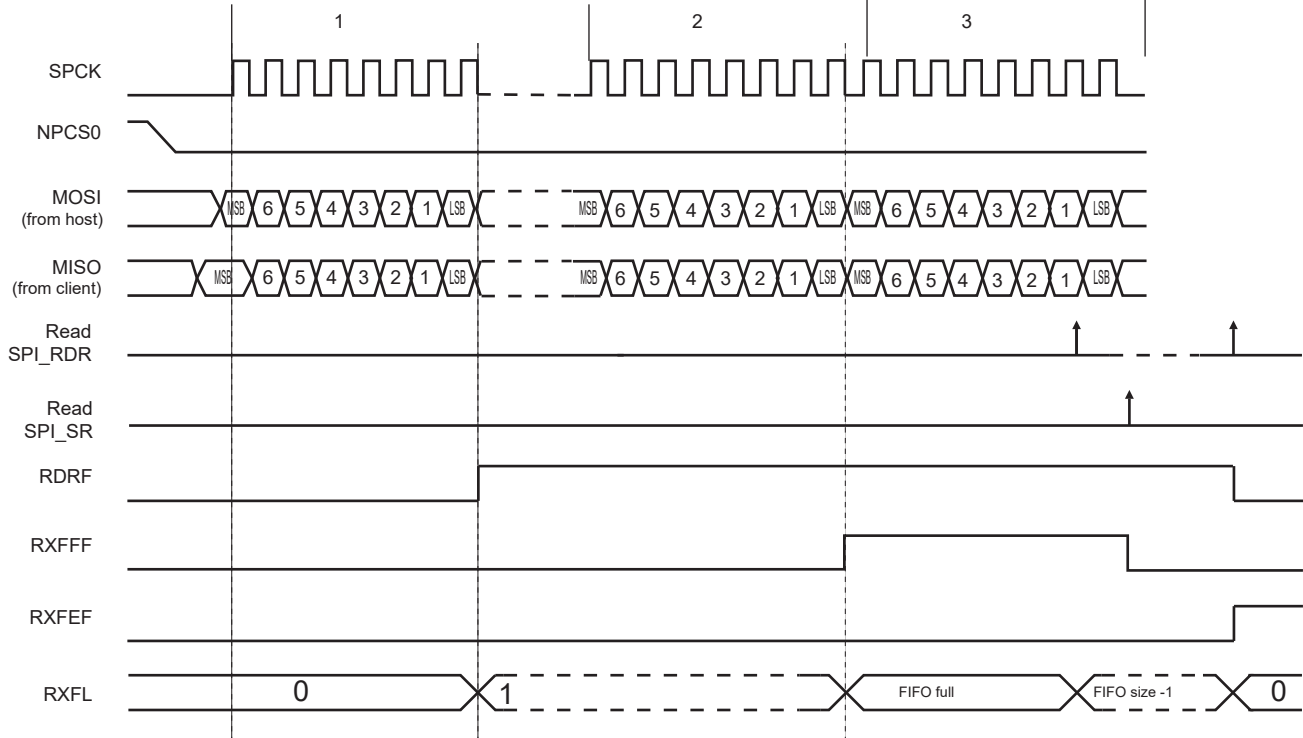 1 2 3
SPCK
NPCS0
MOSI
(from host)
MSB 6 5 4 3 2 1 LSB MSB 6 5 4 3 2 1 LSB MSB 6 5 4 3 2 1 LSB
MISO
(from client)
MSB 6 5 4 3 2 1 LSB MSB 6 5 4 3 2 1 LSB MSB 6 5 4 3 2 1 LSB
Read
SPI_RDR
Read
SPI_SR
RDRF
RXFFF
RXFEF
RXFL 0 1 FIFO full FIFO size -1 0